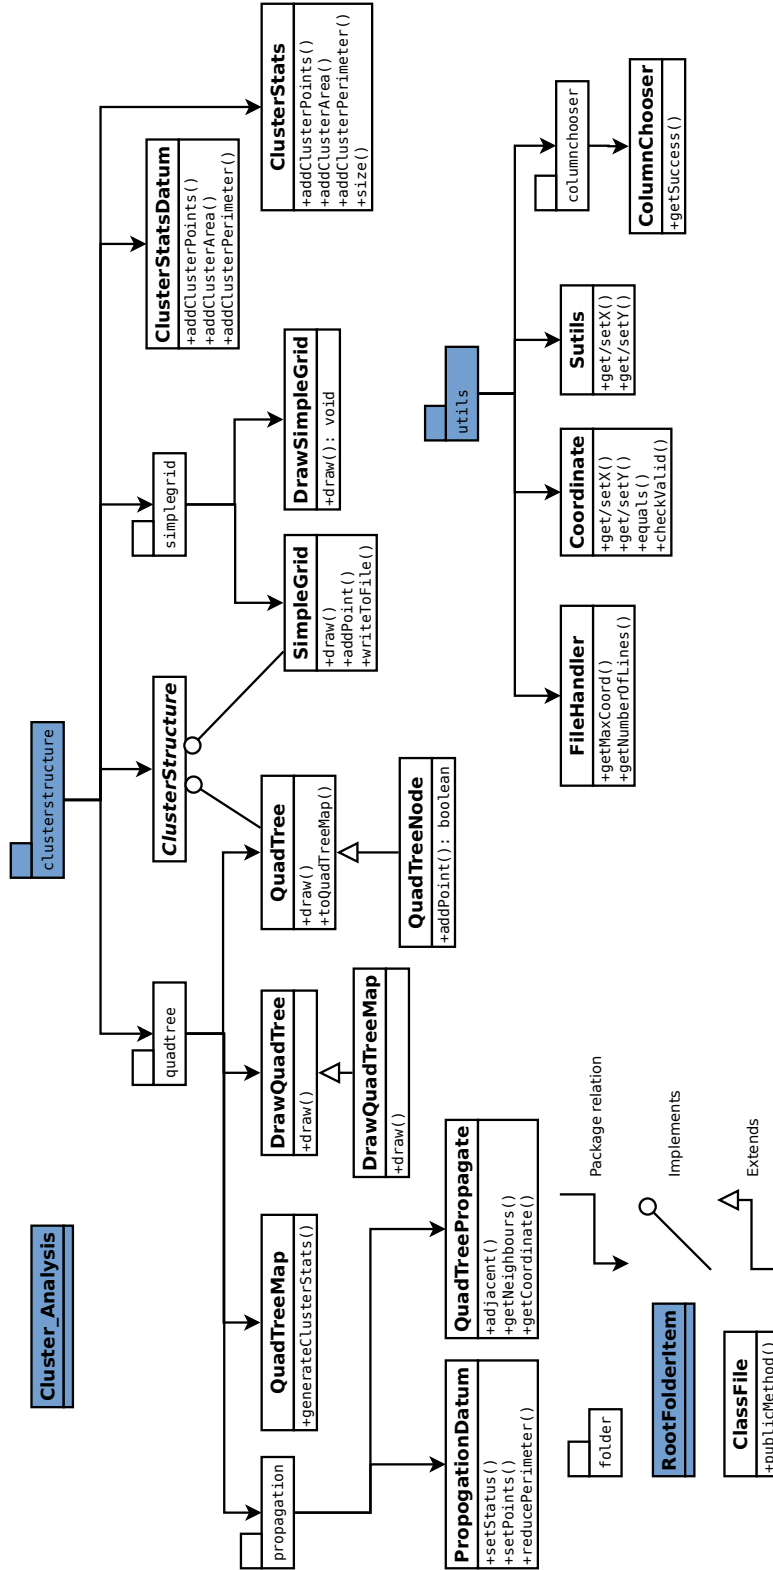 Cluster_Analysis
clusterstructure
quadtree
ClusterStructure
simplegrid
ClusterStatsDatum
+addClusterPoints()
+addClusterArea()
+addClusterPerimeter()
ClusterStats
+addClusterPoints()
+addClusterArea()
+addClusterPerimeter()
+size()
propagation
QuadTreeMap
+generateClusterStats()
DrawQuadTree
+draw()
QuadTree
+draw()
+toQuadTreeMap()
SimpleGrid
+draw()
+addPoint()
+writeToFile()
DrawSimpleGrid
+draw(): void
DrawQuadTreeMap
+draw()
QuadTreeNode
+addPoint(): boolean
PropogationDatum
+setStatus()
+setPoints()
+reducePerimeter()
QuadTreePropagate
+adjacent()
+getNeighbours()
+getCoordinate()
utils
FileHandler
+getMaxCoord()
+getNumberOfLines()
Coordinate
+get/setX()
+get/setY()
+equals()
+checkValid()
Sutils
+get/setX()
+get/setY()
columnchooser
ColumnChooser
+getSuccess()
folder
Package relation
RootFolderItem
Implements
ClassFile
+publicMethod()
Extends